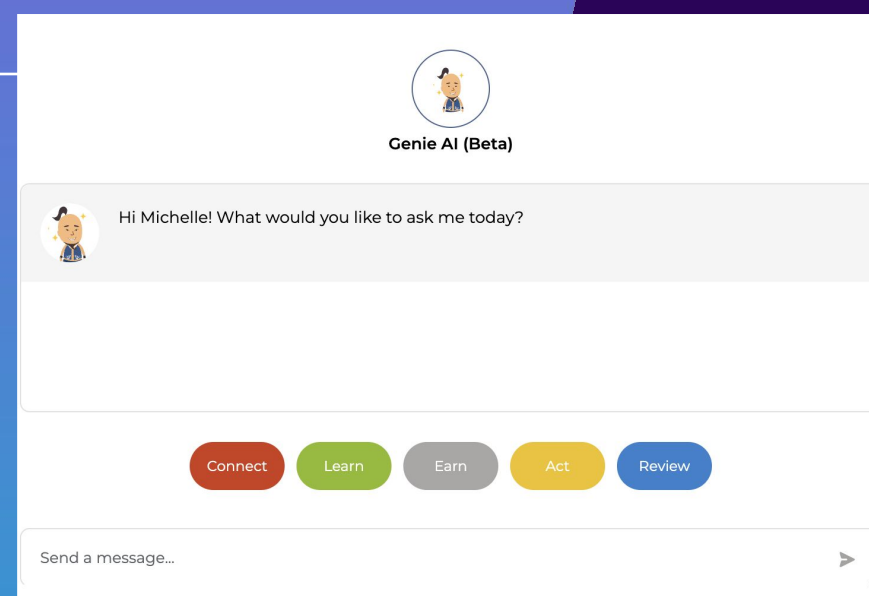 Genie AI (Beta)
Hi Michelle! What would you like to ask me today?
Connect Learn Earn Act Review
Send a message...